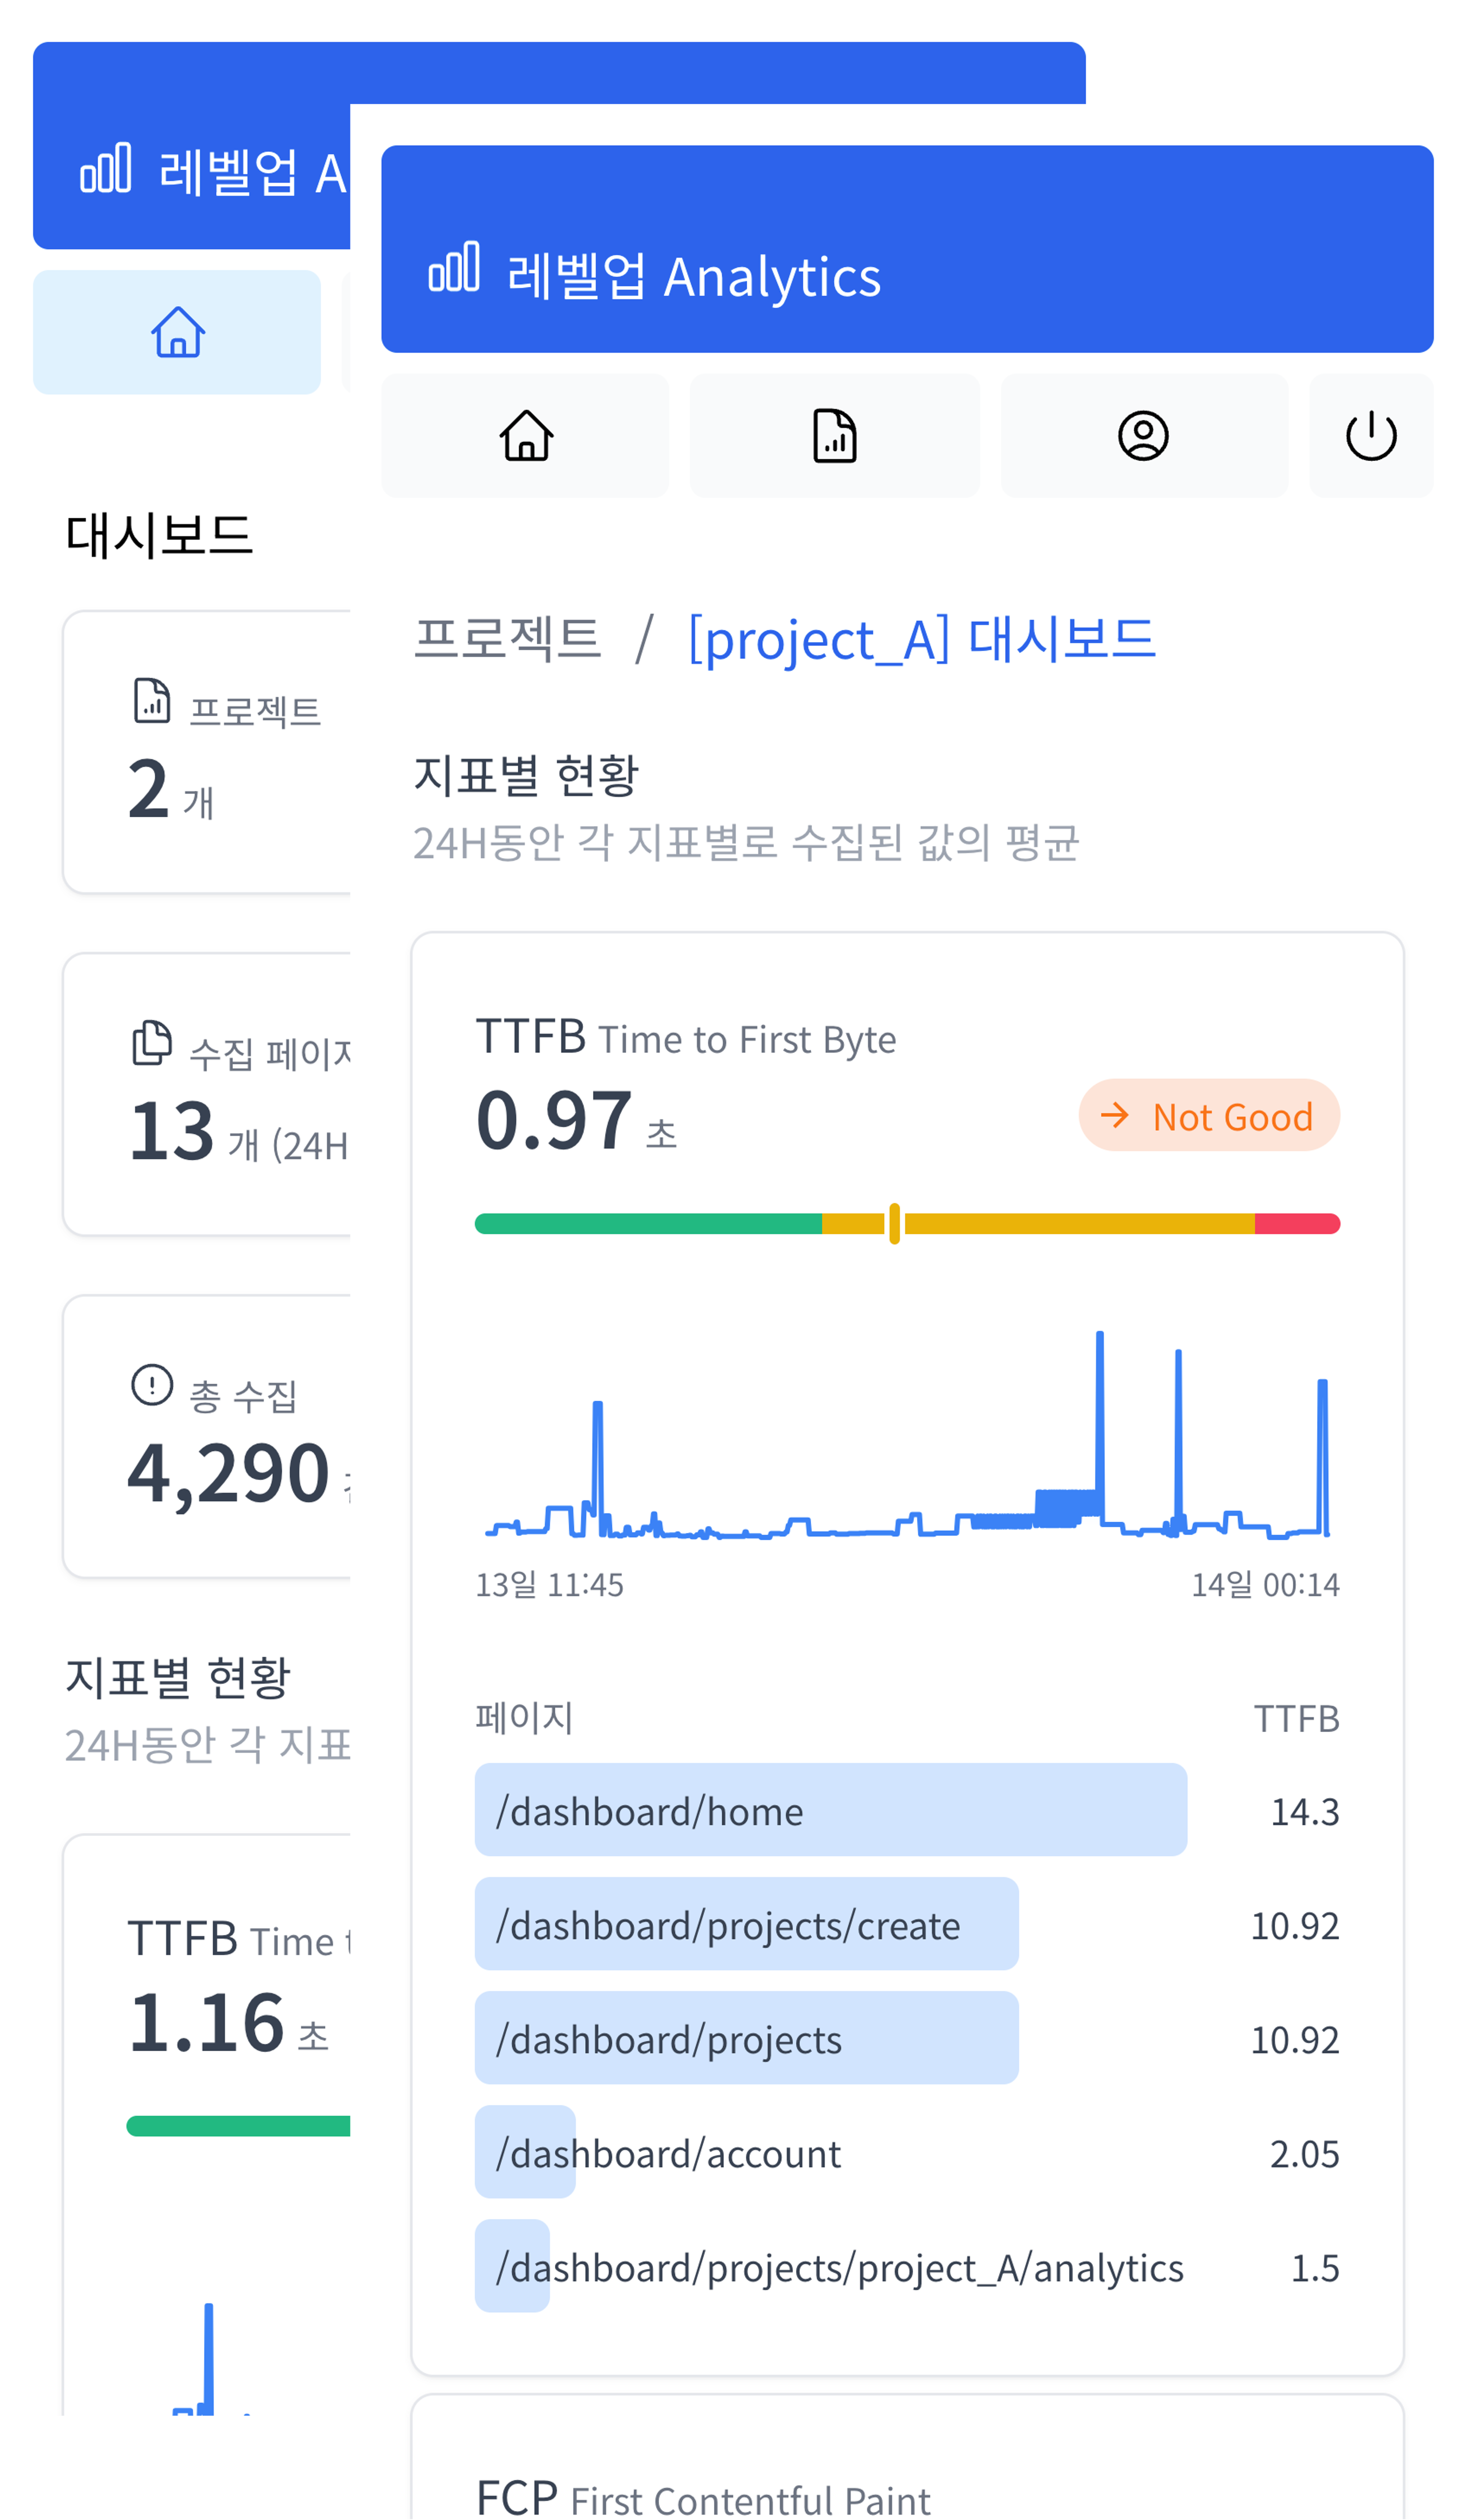 레벨업 A
대시보드
프로젝트
2 개
수집
13 개 (24H
총 수집
4,290
지표별 현황
24H동안 각 지표
TTFB Time
1.16 초
레벨업 Analytics
프로젝트 / [project_A] 대시보드
지표별 현황
24H동안 각 지표별로 수집된 값의 평균
TTFB Time to First Byte
0.97 초
Not Good
13일 11:45 14일 00:14
페이지 TTFB
/dashboard/home 14.3
/dashboard/projects/create 10.92
/dashboard/projects 10.92
/dashboard/account 2.05
/dashboard/projects/project_A/analytics 1.5
FCP First Contentful Paint